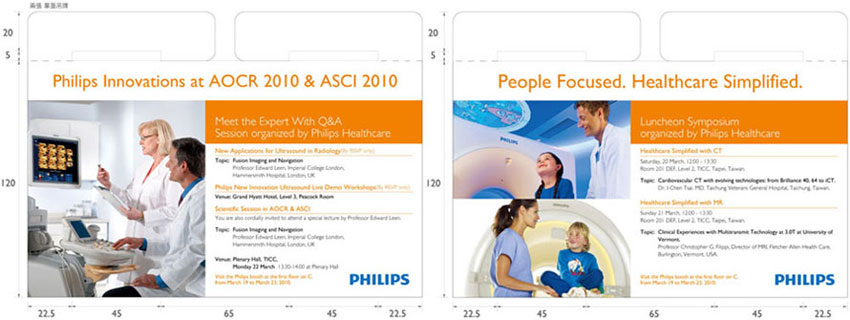 20
5
120
Philips Innovations at AOCR 2010 & ASCI 2010
Meet the Expert With Q&A
Session organized by Philips Healthcare
New Applications for Ultrasound in Radiology(By RSVP only)
Topic: Fusion Imaging and Navigation
Professor Edward Leen, Imperial College London,
Hammersmith Hospital, London, UK
Philips New Innovation Ultrasound Live Demo Workshops(By RSVP only)
Venue: Grand Hyatt Hotel, Level 3, Peacock Room
Scientific Session in AOCR & ASCI
You are also cordially invited to attend a special lecture by Professor Edward Leen.
Topic: Fusion Imaging and Navigation
Professor Edward Leen, Imperial College London,
Hammersmith Hospital, London, UK
Venue: Plenary Hall, TICC,
Monday 22 March 13:30-14:00 at Plenary Hall
Visit the Philips booth at the first floor on C,
from March 19 to March 23, 2010.
PHILIPS
22.5 45 65 45 22.5
20
5
120
People Focused. Healthcare Simplified.
PHILIPS
Luncheon Symposium
organized by Philips Healthcare
Healthcare Simplified with CT
Saturday, 20 March, 12:00 - 13:30
Room 201 DEF, Level 2, TICC, Taipei, Taiwan.
Topic: Cardiovascular CT with evolving technologies: from Brilliance 40, 64 to iCT.
Dr. I-Chen Tsai, MD, Taichung Veterans General Hospital, Taichung, Taiwan.
Healthcare Simplified with MR
Sunday 21 March, 12:00 - 13:30
Room 201 DEF, Level 2, TICC, Taipei, Taiwan.
Topic: Clinical Experiences with Multitransmit Technology at 3.0T at University of
Vermont.
Professor Christopher G. Filippi, Director of MRI, Fletcher Allen Health Care,
Burlington, Vermont, USA.
Visit the Philips booth at the first floor on C,
from March 19 to March 23, 2010.
PHILIPS
22.5 45 65 45 22.5